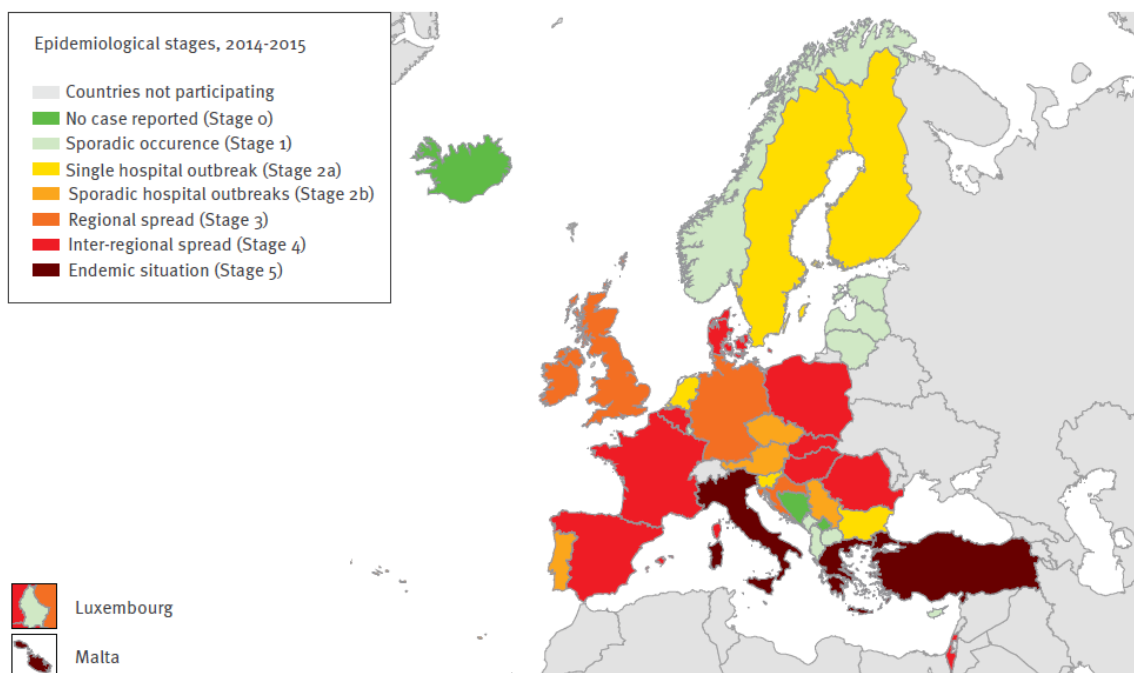 Epidemiological stages, 2014-2015
Countries not participating
No case reported (Stage 0)
Sporadic occurence (Stage 1)
Single hospital outbreak (Stage 2a)
Sporadic hospital outbreaks (Stage 2b)
Regional spread (Stage 3)
Inter-regional spread (Stage 4)
Endemic situation (Stage 5)
Luxembourg
Malta